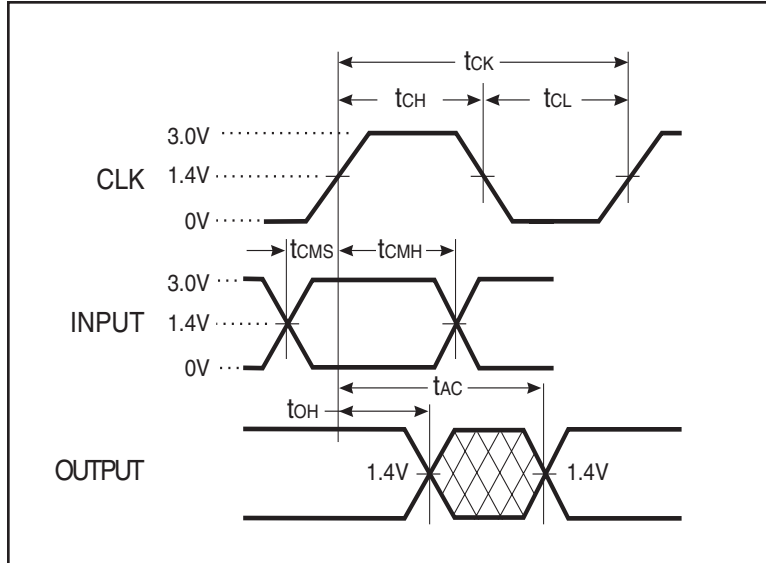 tCK
tCH tCL
3.0V
CLK 1.4V
0V
tCMS tCMH
3.0V
INPUT 1.4V
0V
tAC
tOH
OUTPUT 1.4V 1.4V